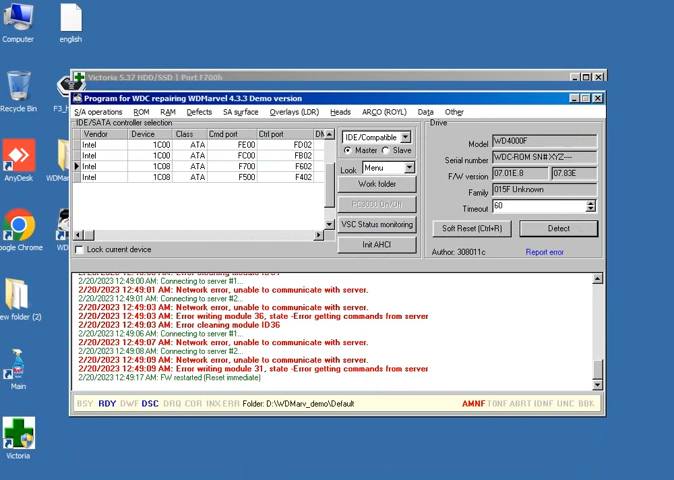 Computer
english
Recycle Bin
F3_h
AnyDesk
WDMar
Google Chrome
New folder (2)
Main
Victoria
Victoria 5.37 HDD/SSD | Port F700h
Program for WDC repairing WDMarvel 4.3.3 Demo version
S/A operations ROM RAM Defects SA surface Overlays (LDR) Heads ARCO (ROYL) Data Other
IDE/SATA controller selection
Vendor Device Class Cmd port Ctrl port DM
Intel 1C00 ATA FE00 FD02
Intel 1C00 ATA FC00 FB02
Intel 1C08 ATA F700 F602
Intel 1C08 ATA F500 F402
Lock current device
IDE/Compatible
Master Slave
Look Menu
Work folder
VSC Status monitoring
Init AHCI
Drive
Model WD4000F
Serial number WDC-ROM SN# XYZ---
F/W version 07.01E.8 07.83E
Family 015F Unknown
Timeout 60
Soft Reset (Ctrl+R) Detect
Author: 308011c Report error
2/20/2023 12:49:00 AM: Connecting to server #1...
2/20/2023 12:49:01 AM: Network error, unable to communicate with server.
2/20/2023 12:49:01 AM: Connecting to server #2...
2/20/2023 12:49:03 AM: Network error, unable to communicate with server.
2/20/2023 12:49:03 AM: Error writing module 36, state -Error getting commands from server
2/20/2023 12:49:03 AM: Error cleaning module ID36
2/20/2023 12:49:06 AM: Connecting to server #1...
2/20/2023 12:49:07 AM: Network error, unable to communicate with server.
2/20/2023 12:49:08 AM: Connecting to server #2...
2/20/2023 12:49:09 AM: Network error, unable to communicate with server.
2/20/2023 12:49:09 AM: Error writing module 31, state -Error getting commands from server
2/20/2023 12:49:17 AM: FW restarted (Reset immediate)
BSY RDY DWF DSC DRQ COR INX ERR Folder: D:\WDMarv_demo\Default AMNF T0NF ABRT IDNF UNC BBK